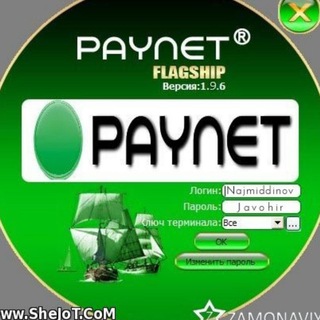 PAYNET®
FLAGSHIP
Версия:1.9.6
PAYNET
Логин: Najmiddinov
Пароль: Javohir
Ключ терминала: Все ...
OK
Изменить пароль
www.SheJoT.CoM
ZAMONAVIY